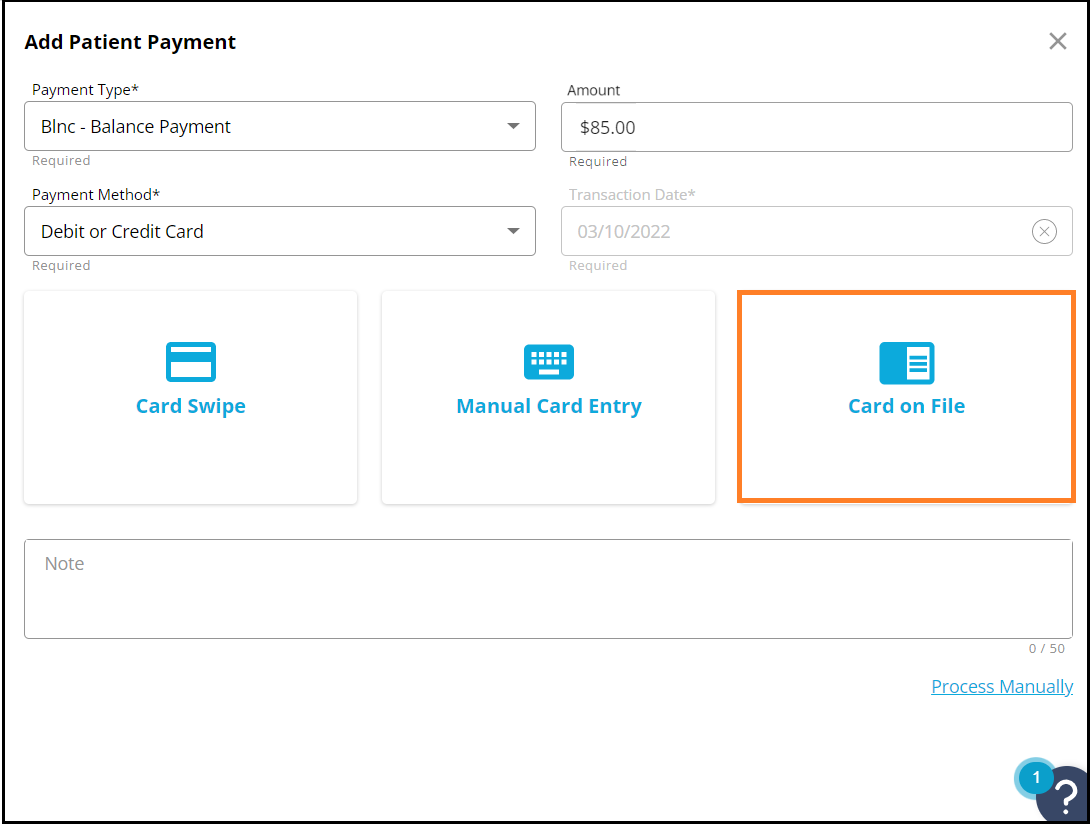 Add Patient Payment
Payment Type*
Amount
Blnc - Balance Payment
$85.00
Required
Required
Payment Method*
Transaction Date*
Debit or Credit Card
03/10/2022
Required
Required
Card Swipe
Manual Card Entry
Card on File
Note
0 / 50
Process Manually
1
?